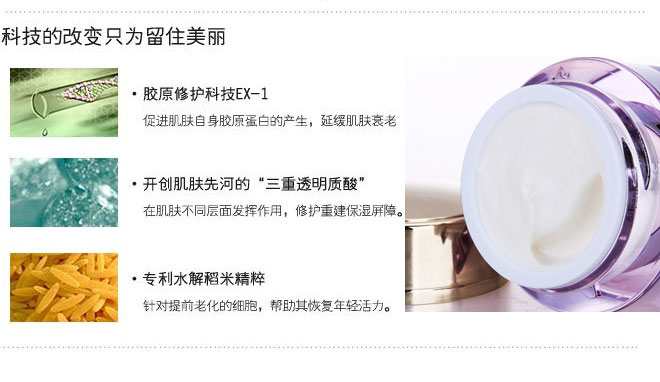 科技的改变只为留住美丽
• 胶原修护科技EX-1
促进肌肤自身胶原蛋白的产生，延缓肌肤衰老
• 开创肌肤先河的“三重透明质酸”
在肌肤不同层面发挥作用，修护重建保湿屏障。
• 专利水解稻米精粹
针对提前老化的细胞，帮助其恢复年轻活力。